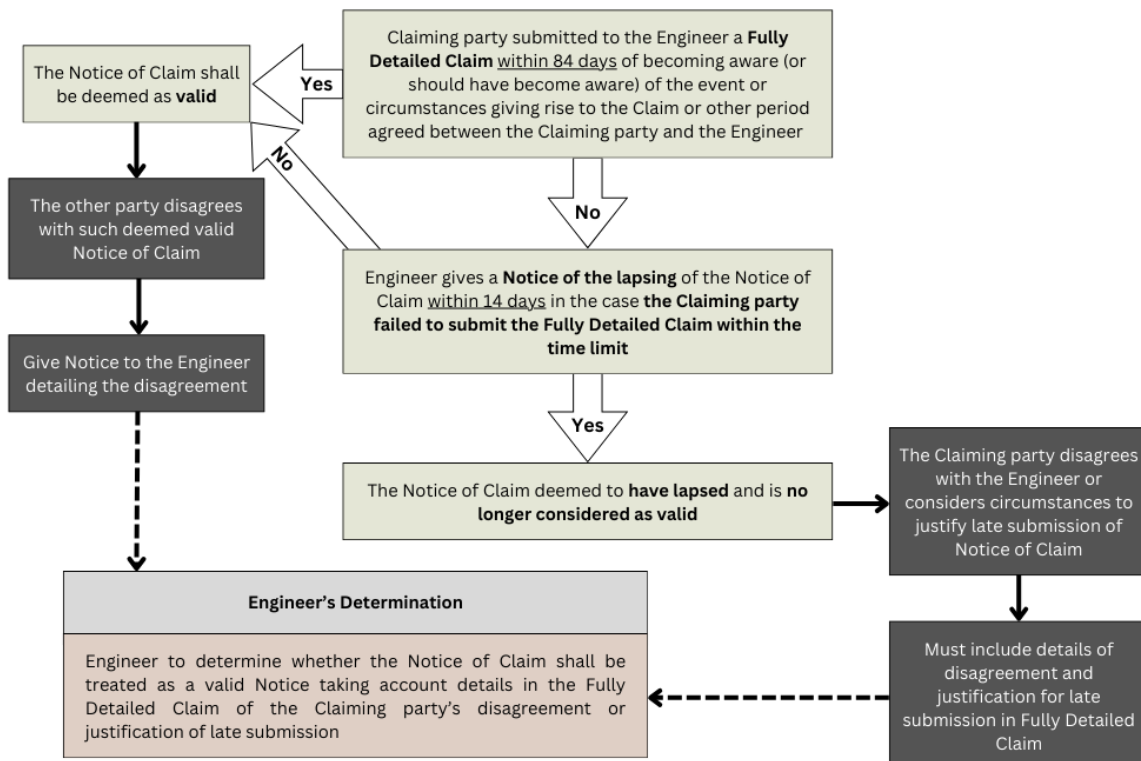 Claiming party submitted to the Engineer a Fully
Detailed Claim within 84 days of becoming aware (or
should have become aware) of the event or
circumstances giving rise to the Claim or other period
agreed between the Claiming party and the Engineer
Yes
The Notice of Claim shall
be deemed as valid
No
No
The other party disagrees
with such deemed valid
Notice of Claim
Engineer gives a Notice of the lapsing of the Notice of
Claim within 14 days in the case the Claiming party
failed to submit the Fully Detailed Claim within the
time limit
Give Notice to the Engineer
detailing the disagreement
Yes
The Notice of Claim deemed to have lapsed and is no
longer considered as valid
The Claiming party disagrees
with the Engineer or
considers circumstances to
justify late submission of
Notice of Claim
Engineer's Determination
Engineer to determine whether the Notice of Claim shall be
treated as a valid Notice taking account details in the Fully
Detailed Claim of the Claiming party's disagreement or
justification of late submission
Must include details of
disagreement and
justification for late
submission in Fully Detailed
Claim